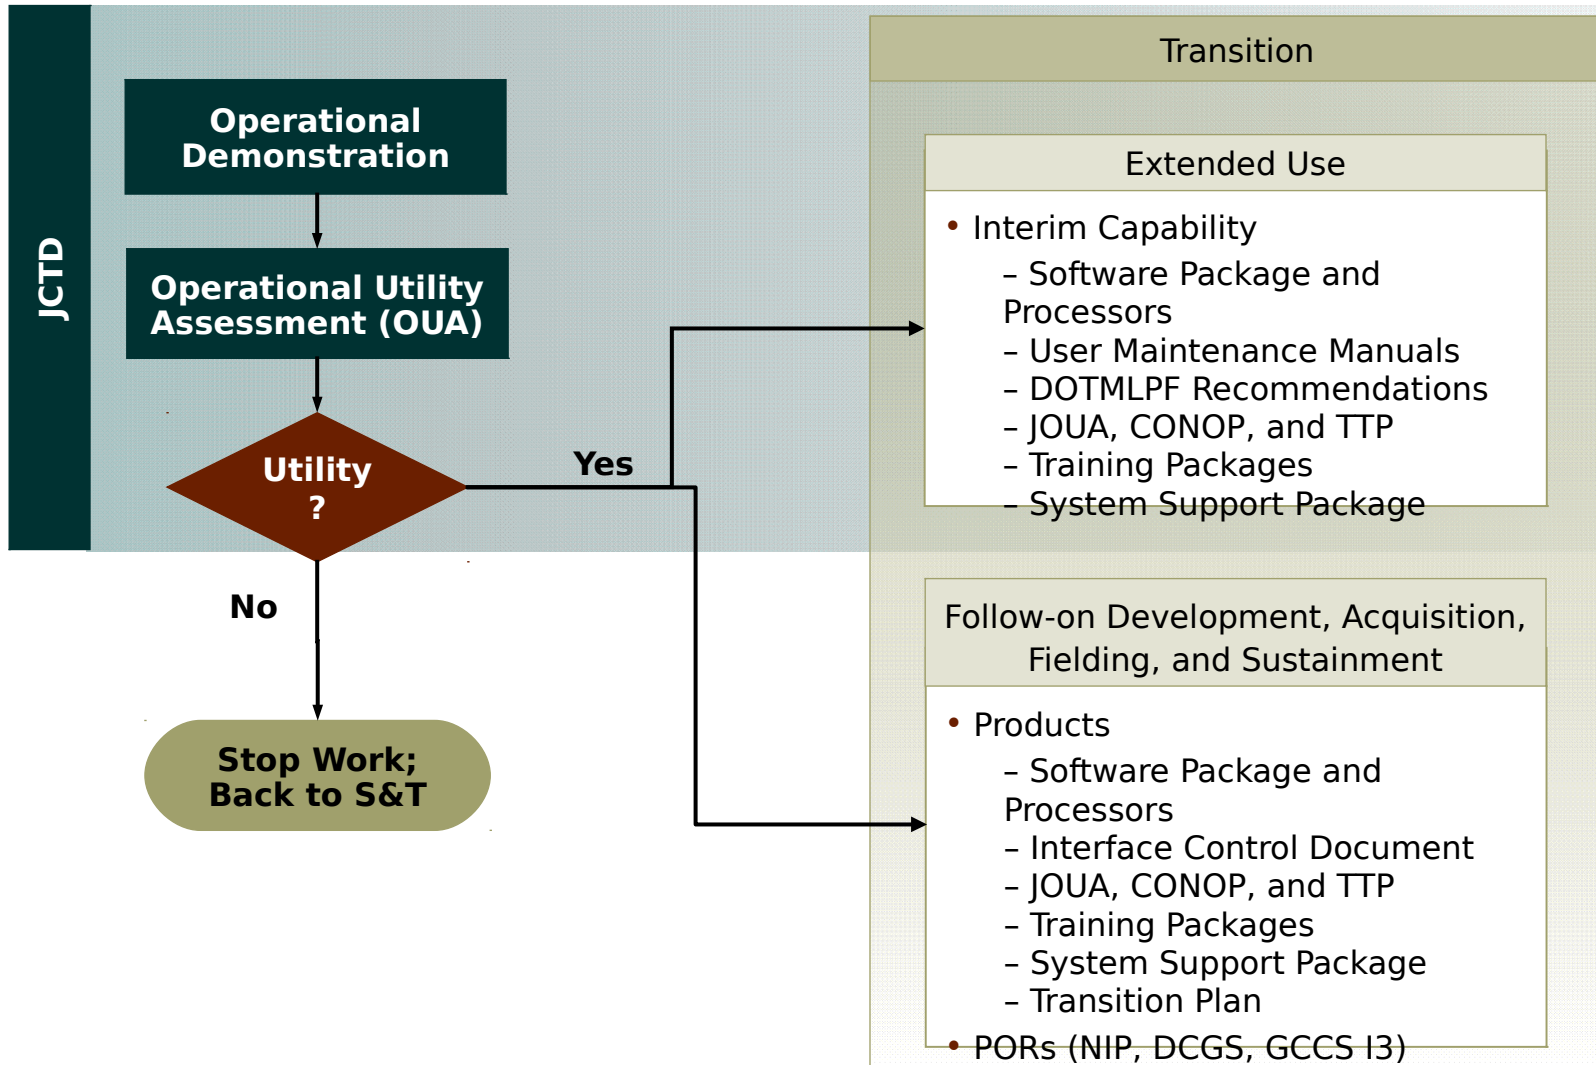 JCTD
Operational
Demonstration
Operational Utility
Assessment (OUA)
Utility
?
Yes
No
Stop Work;
Back to S&T
Transition
Extended Use
• Interim Capability
– Software Package and
Processors
– User Maintenance Manuals
– DOTMLPF Recommendations
– JOUA, CONOP, and TTP
– Training Packages
– System Support Package
Follow-on Development, Acquisition,
Fielding, and Sustainment
• Products
– Software Package and
Processors
– Interface Control Document
– JOUA, CONOP, and TTP
– Training Packages
– System Support Package
– Transition Plan
• PORs (NIP, DCGS, GCCS I3)